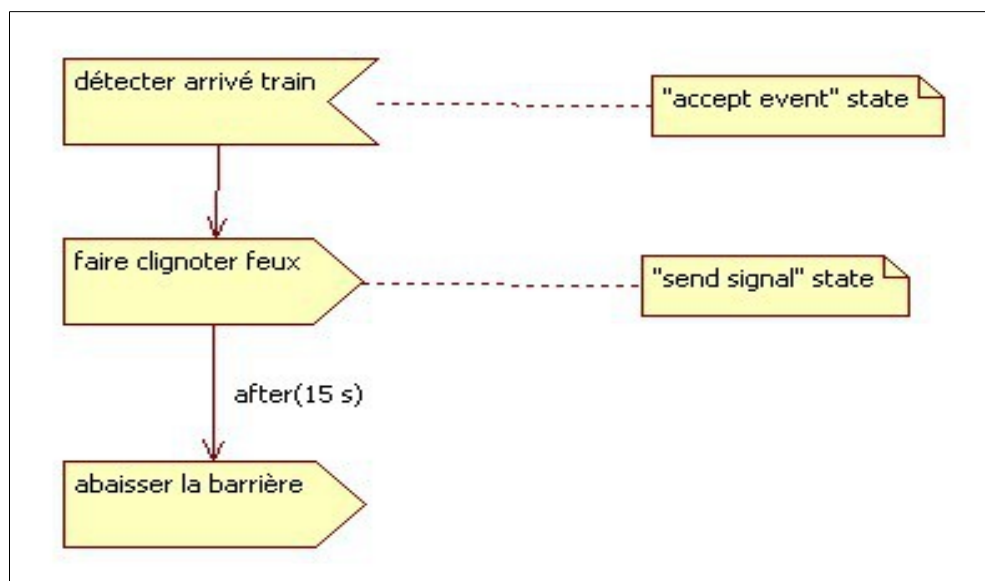 détecter arrivé train
"accept event" state
faire clignoter feux
"send signal" state
after(15 s)
abaisser la barrière